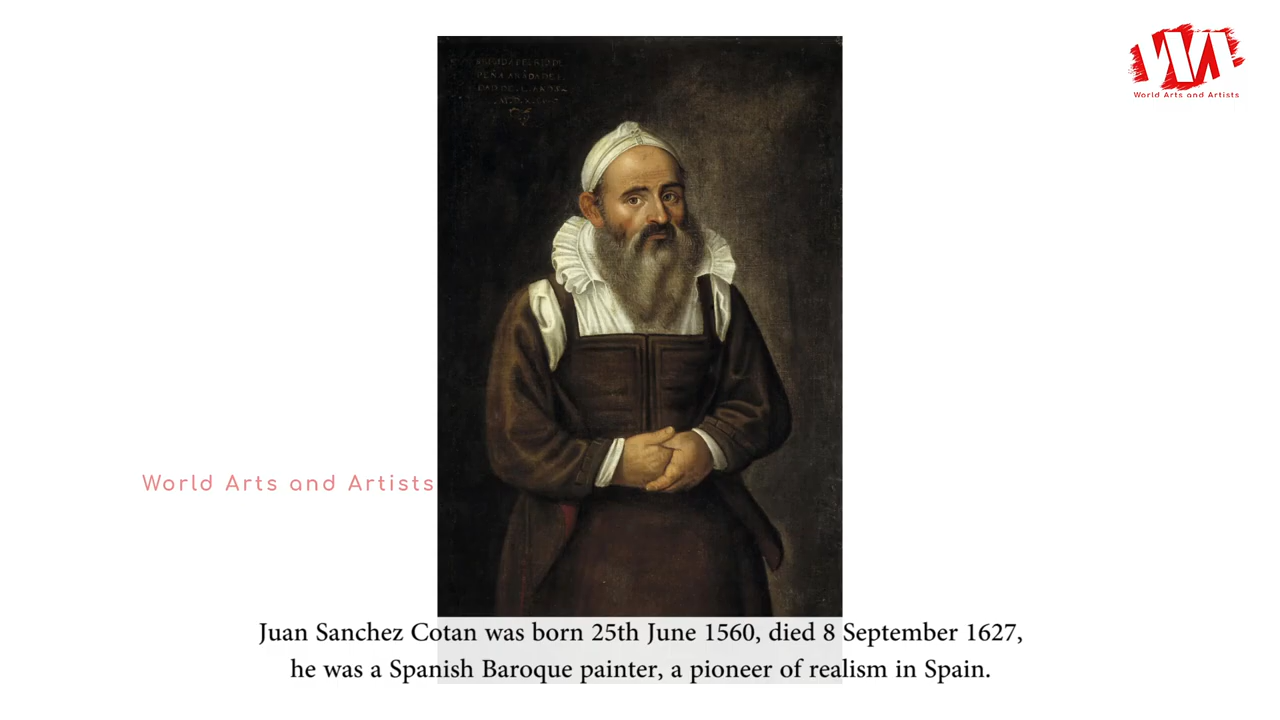 World Arts and Artists
PEÑA
World Arts and Artists
Juan Sanchez Cotan was born 25th June 1560, died 8 September 1627,
he was a Spanish Baroque painter, a pioneer of realism in Spain.